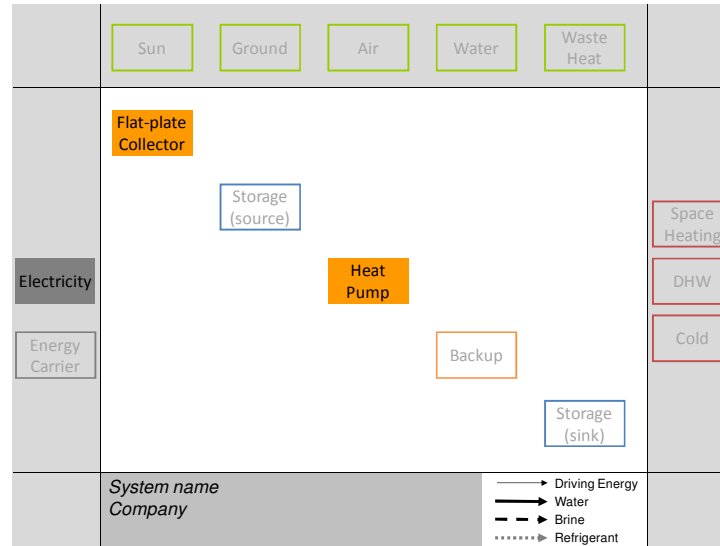 Sun
Ground
Air
Water
Waste
Heat
Flat-plate
Collector
Storage
(source)
Space
Heating
Electricity
Heat
Pump
DHW
Energy
Carrier
Backup
Cold
Storage
(sink)
System name
Company
Driving Energy
Water
Brine
Refrigerant